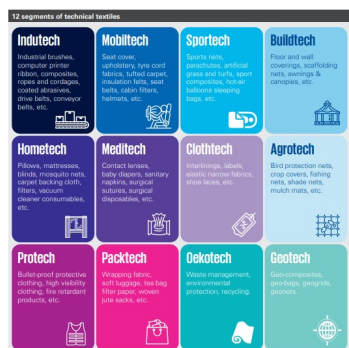 12 segments of technical textiles
Indutech
Industrial brushes,
computer printer
ribbon, composites,
ropes and cordages,
coated abrasives,
drive belts, conveyor
belts, etc.
Mobiltech
Seat cover,
upholstery, tyre cord
fabrics, tufted carpet,
insulation felts, seat
belts, cabin filters,
helmets, etc.
Sportech
Sports nets,
parachutes, artificial
grass and turfs, sport
composites, hot-air
balloons sleeping
bags, etc.
Buildtech
Floor and wall
coverings, scaffolding
nets, awnings &
canopies, etc.
Hometech
Pillows, mattresses,
blinds, mosquito nets,
carpet backing cloth,
filters, vacuum
cleaner consumables,
etc.
Meditech
Contact lenses,
baby diapers, sanitary
napkins, surgical
sutures, surgical
disposables, etc.
Clothtech
Interlinings, labels,
elastic narrow fabrics,
shoe laces, etc.
Agrotech
Bird protection nets,
crop covers, fishing
nets, shade nets,
mulch mats, etc.
Protech
Bullet-proof protective
clothing, high visibility
clothing, fire retardant
products, etc.
Packtech
Wrapping fabric,
soft luggage, tea bag
filter paper, woven
jute sacks, etc.
Oekotech
Waste management,
environmental
protection, recycling.
Geotech
Geo-composites,
geo-bags, geogrids,
geonets.